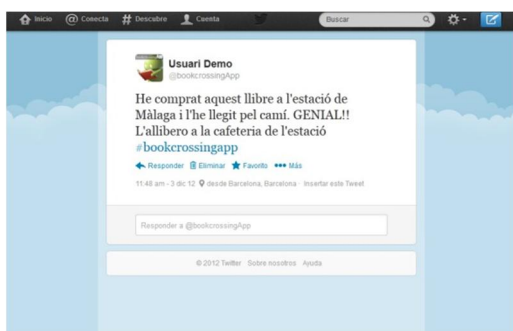 Inicio @ Conecta # Descubre Cuenta Buscar
Usuari Demo
@bookcrossingApp
He comprat aquest llibre a l'estació de
Màlaga i l'he llegit pel camí. GENIAL!!
L'allibero a la cafeteria de l'estació
#bookcrossingapp
Responder Eliminar Favorito Más
11:48 am - 3 dic 12 desde Barcelona, Barcelona · Insertar este Tweet
Responder a @bookcrossingApp
© 2012 Twitter Sobre nosotros Ayuda